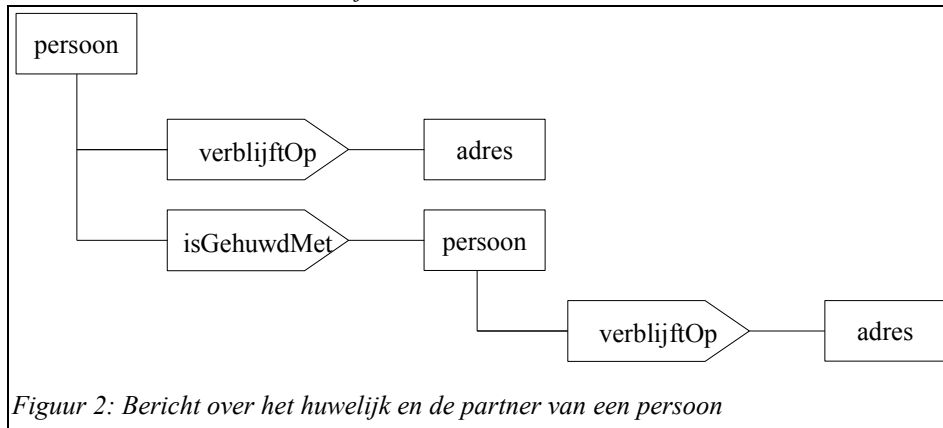 persoon
verblijftOp adres
isGehuwdMet persoon
verblijftOp adres
Figuur 2: Bericht over het huwelijk en de partner van een persoon